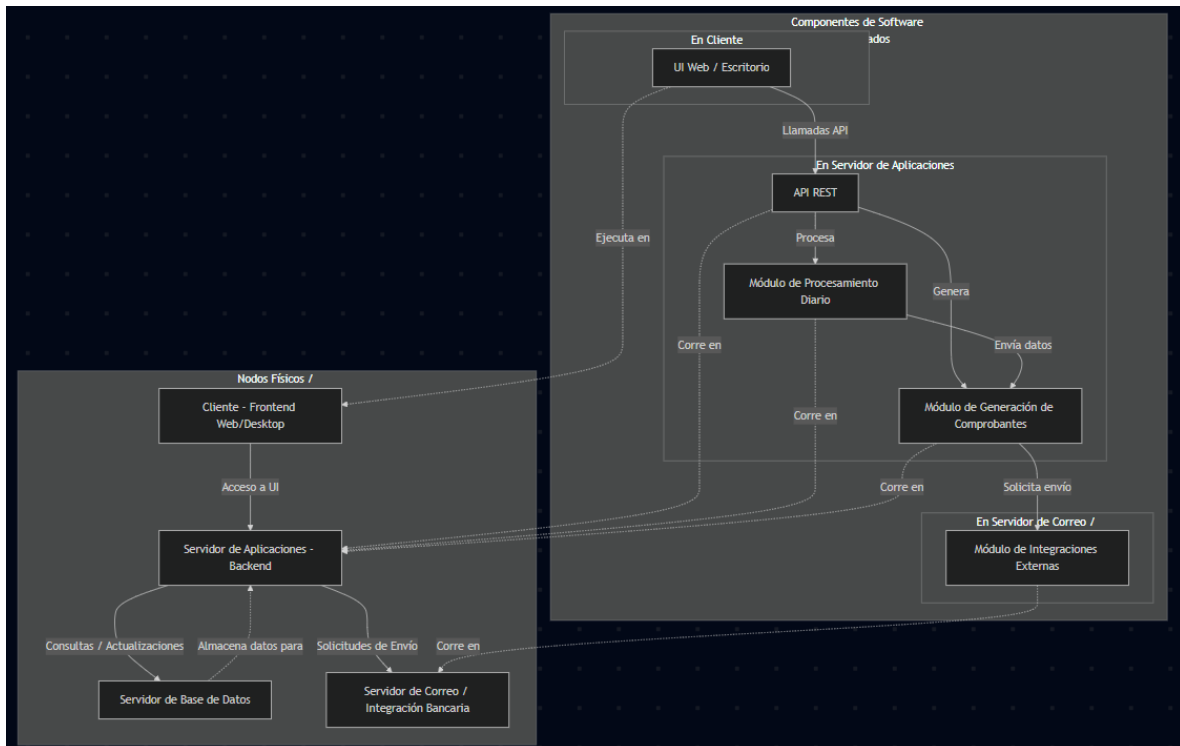 Componentes de Software
ados
En Cliente
UI Web / Escritorio
Llamadas API
En Servidor de Aplicaciones
API REST
Ejecuta en
Procesa
Módulo de Procesamiento
Diario
Genera
Corre en
Envía datos
Corre en
Módulo de Generación de
Comprobantes
Corre en
Solicita envío
En Servidor de Correo /
Módulo de Integraciones
Externas
Nodos Físicos /
Cliente - Frontend
Web/Desktop
Acceso a UI
Servidor de Aplicaciones -
Backend
Consultas / Actualizaciones
Almacena datos para
Solicitudes de Envío
Corre en
Servidor de Base de Datos
Servidor de Correo /
Integración Bancaria